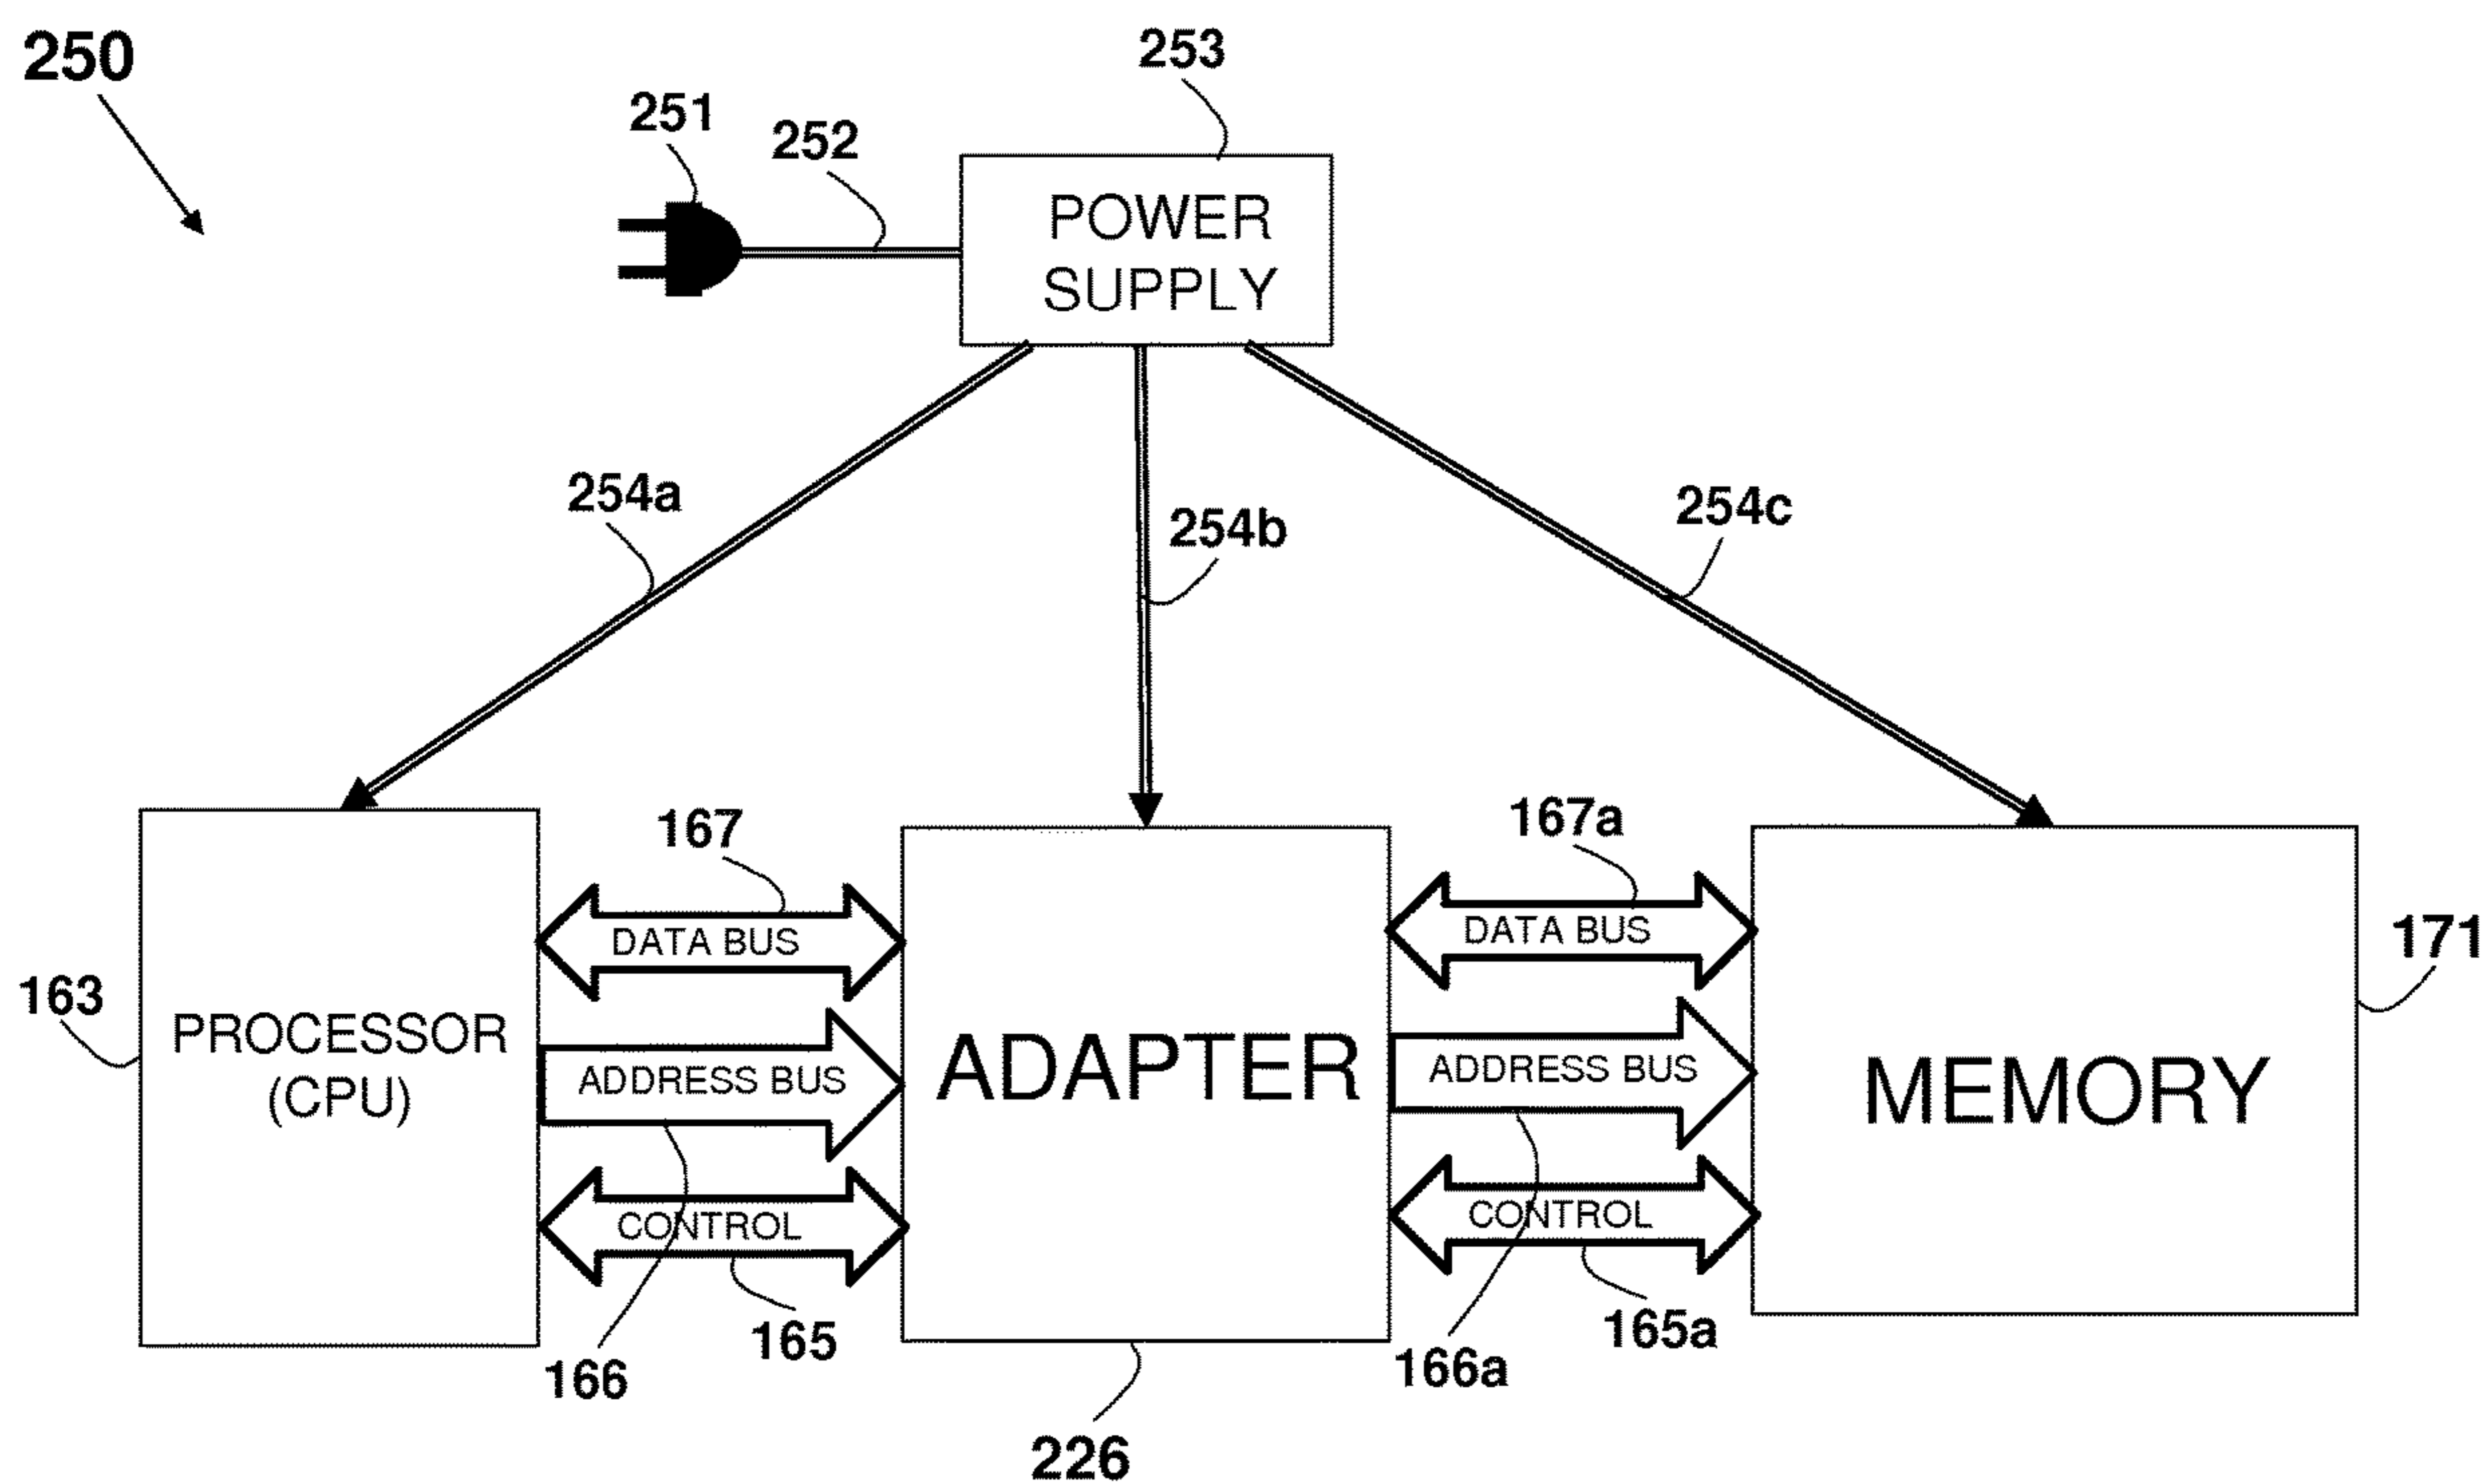 250
253
251
252
POWER
SUPPLY
254a
254b
254c
167
167a
DATA BUS
DATA BUS
171
163
PROCESSOR
(CPU)
ADDRESS BUS
ADAPTER
ADDRESS BUS
MEMORY
CONTROL
CONTROL
165
165a
166
166a
226